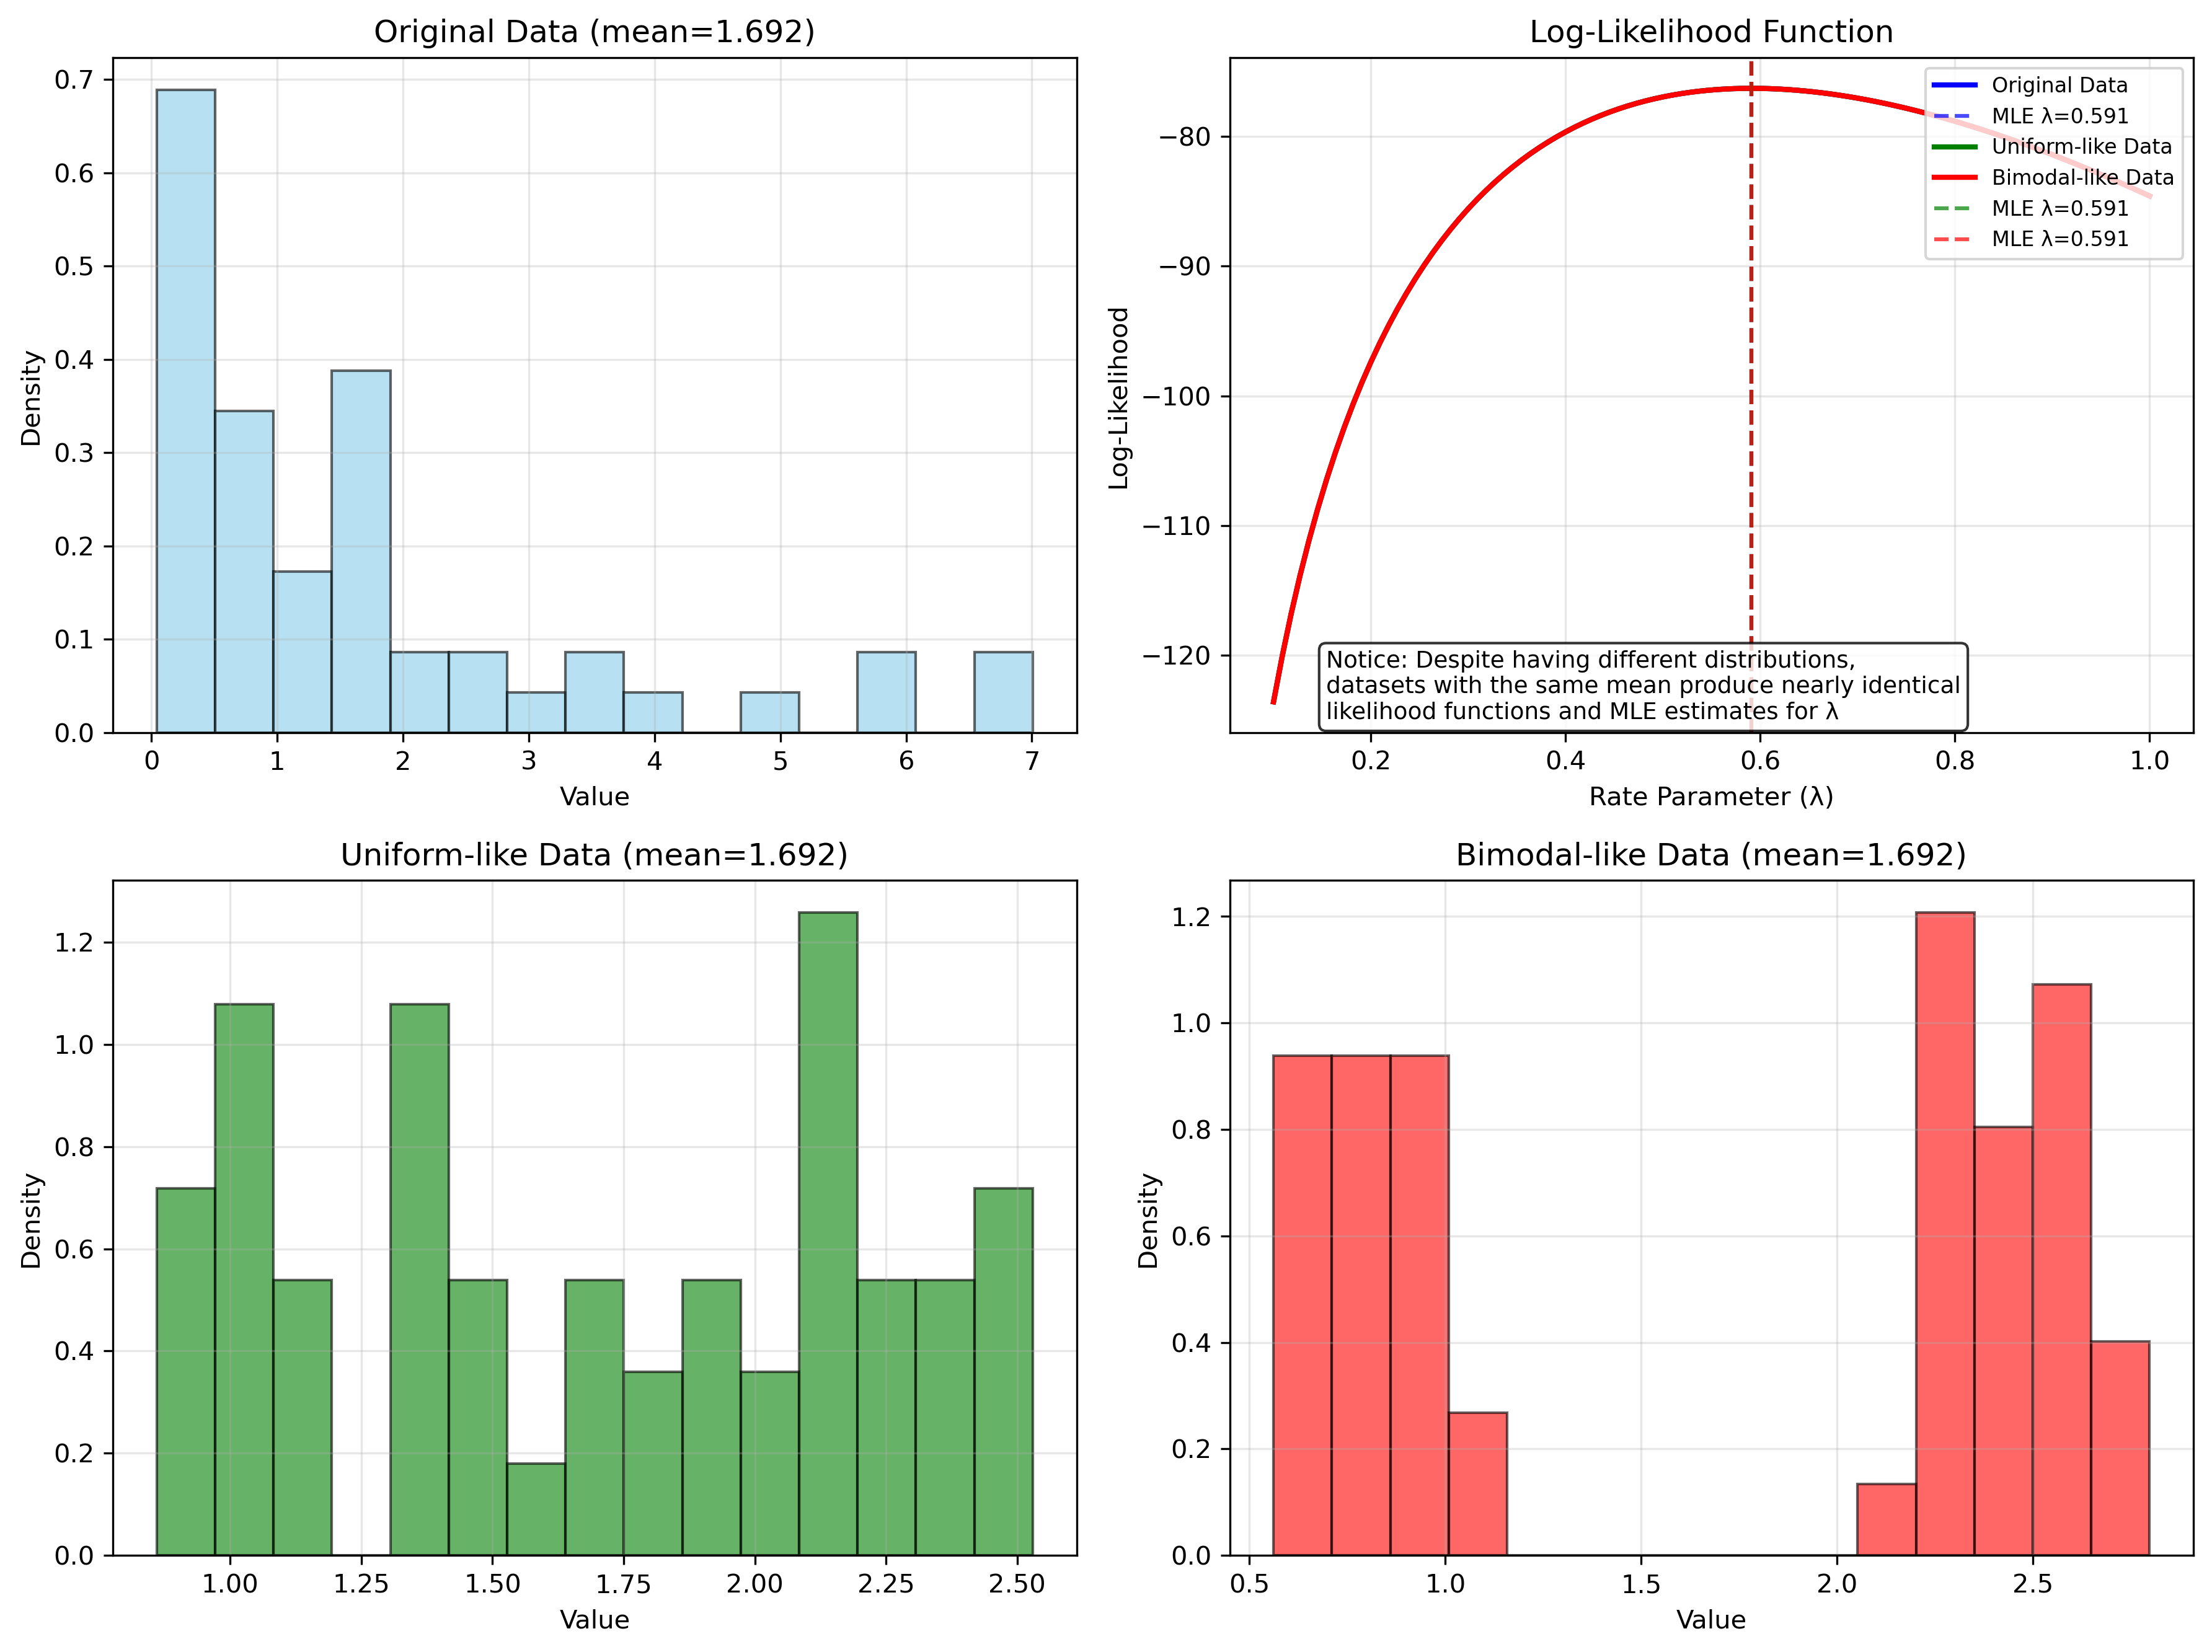 Original Data (mean=1.692)
Density
0.7
0.6
0.5
0.4
0.3
0.2
0.1
0.0
0 1 2 3 4 5 6 7
Value
Log-Likelihood Function
Log-Likelihood
−80
−90
−100
−110
−120
Original Data
MLE λ=0.591
Uniform-like Data
Bimodal-like Data
MLE λ=0.591
MLE λ=0.591
Notice: Despite having different distributions,
datasets with the same mean produce nearly identical
likelihood functions and MLE estimates for λ
0.2 0.4 0.6 0.8 1.0
Rate Parameter (λ)
Uniform-like Data (mean=1.692)
Density
1.2
1.0
0.8
0.6
0.4
0.2
0.0
1.00 1.25 1.50 1.75 2.00 2.25 2.50
Value
Bimodal-like Data (mean=1.692)
Density
1.2
1.0
0.8
0.6
0.4
0.2
0.0
0.5 1.0 1.5 2.0 2.5
Value